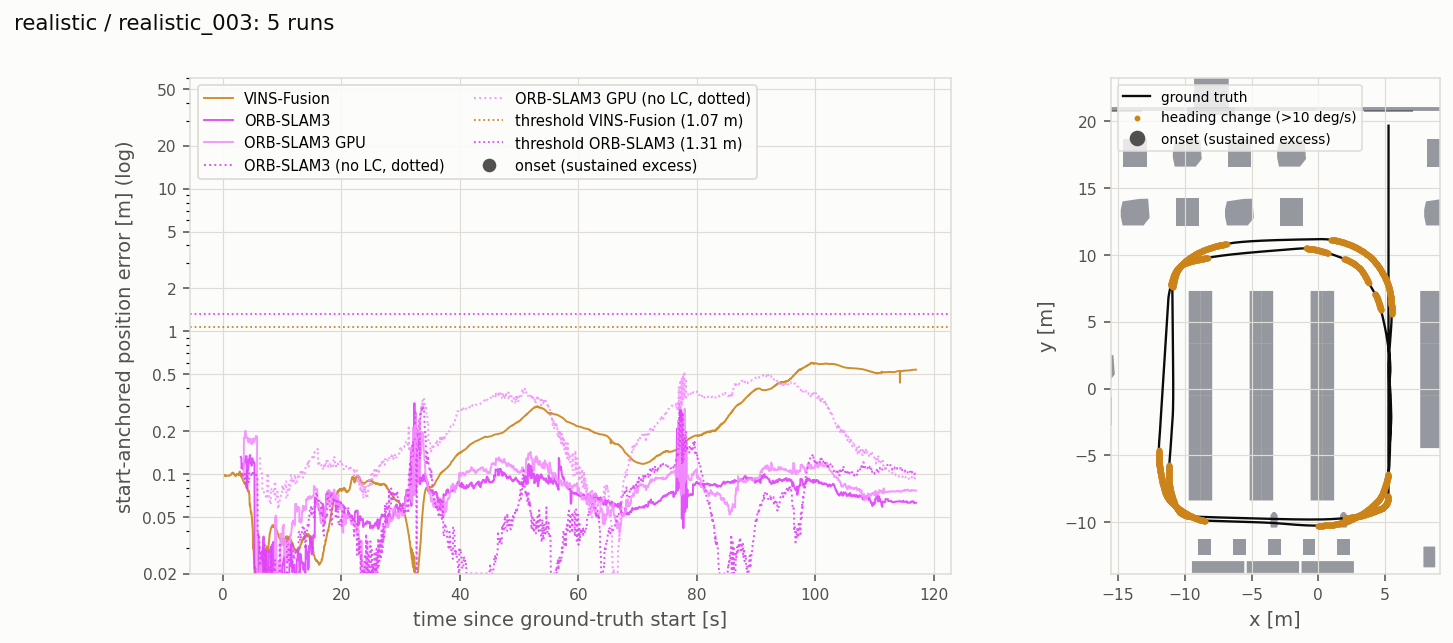 realistic / realistic_003: 5 runs
VINS-Fusion
ORB-SLAM3
ORB-SLAM3 GPU
ORB-SLAM3 (no LC, dotted)
ORB-SLAM3 GPU (no LC, dotted)
threshold VINS-Fusion (1.07 m)
threshold ORB-SLAM3 (1.31 m)
onset (sustained excess)
start-anchored position error [m] (log)
50
20
10
5
2
1
0.5
0.2
0.1
0.05
0.02
0
20
40
60
80
100
120
time since ground-truth start [s]
ground truth
heading change (>10 deg/s)
onset (sustained excess)
y [m]
20
15
10
5
0
−5
−10
−15
−10
−5
0
5
x [m]